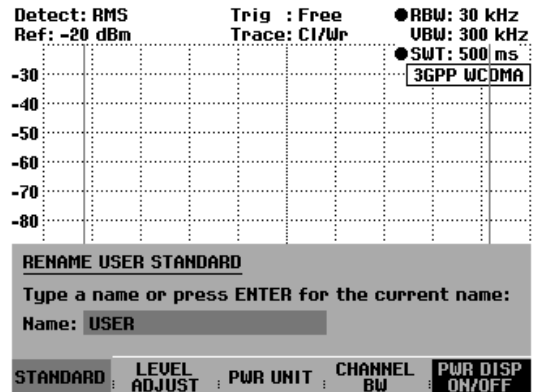 Detect: RMS Trig : Free ●RBW: 30 kHz
Ref: -20 dBm Trace: Cl/Wr VBW: 300 kHz
●SWT: 500 ms
3GPP WCDMA
-30
-40
-50
-60
-70
-80
RENAME USER STANDARD
Type a name or press ENTER for the current name:
Name: USER
STANDARD LEVEL ADJUST PWR UNIT CHANNEL BW PWR DISP ON/OFF